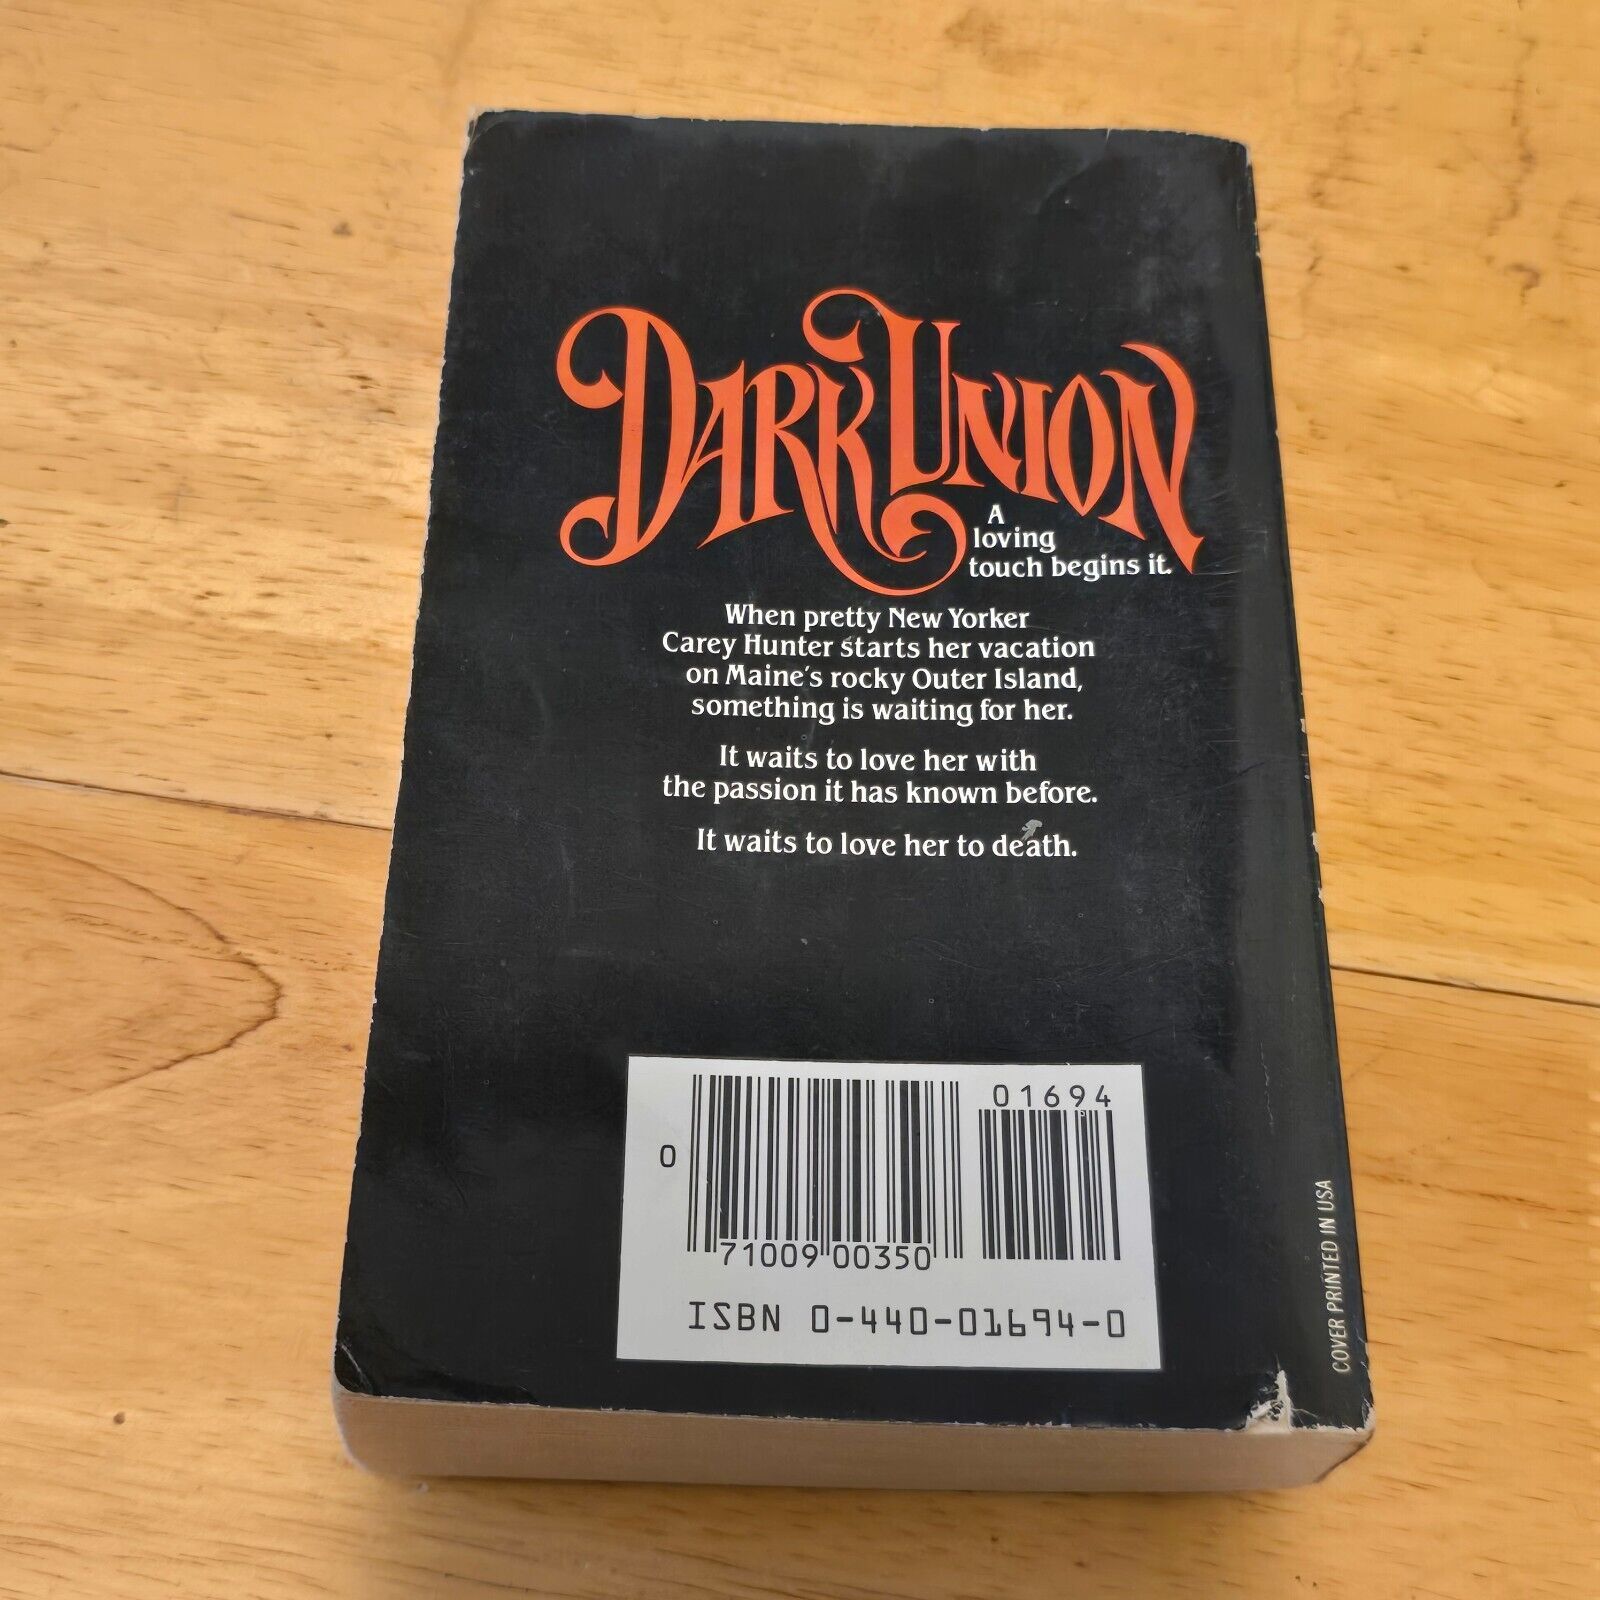 DARK UNION
A
loving
touch begins it.
When pretty New Yorker
Carey Hunter starts her vacation
on Maine's rocky Outer Island,
something is waiting for her.
It waits to love her with
the passion it has known before.
It waits to love her to death.
01694
0
71009 00350
ISBN 0-440-01694-0
COVER PRINTED IN USA